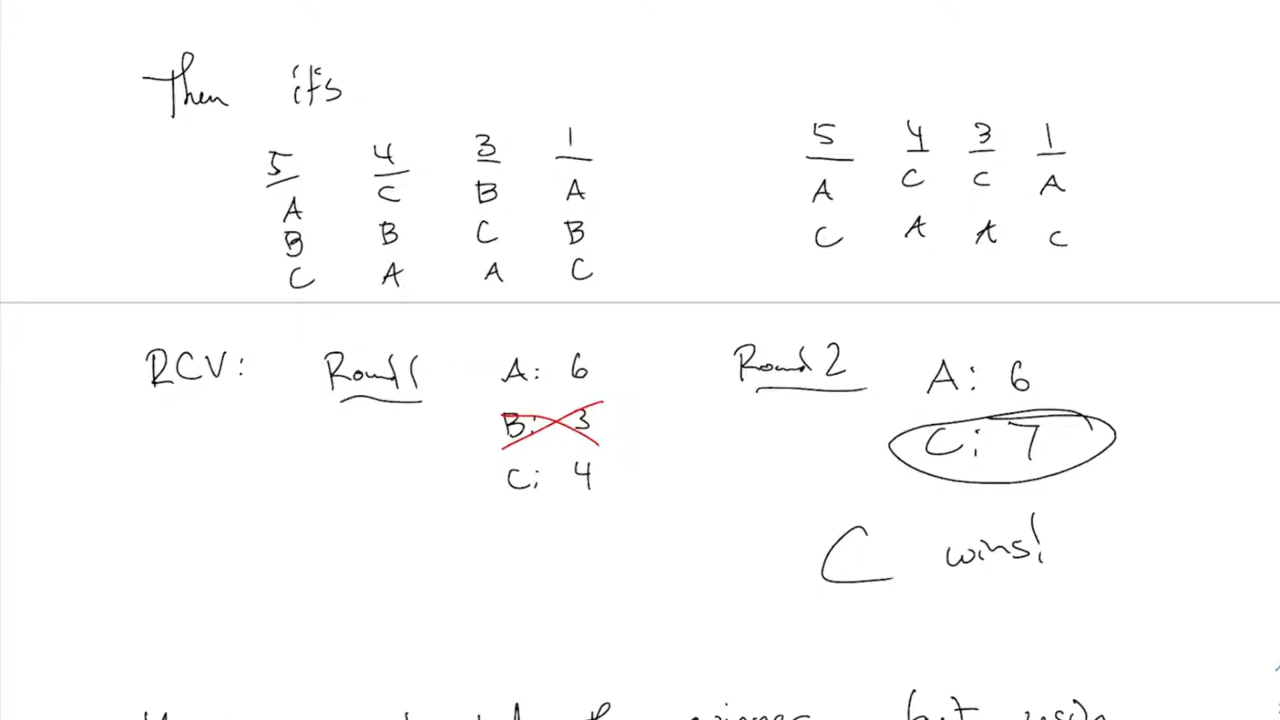 Then it's
5 4 3 1 5 4 3 1
A C B A A C C A
B B C B C A A C
C A A C
RCV: Round 1 A: 6 Round 2 A: 6
B: 3 C: 7
C: 4
C wins!
but